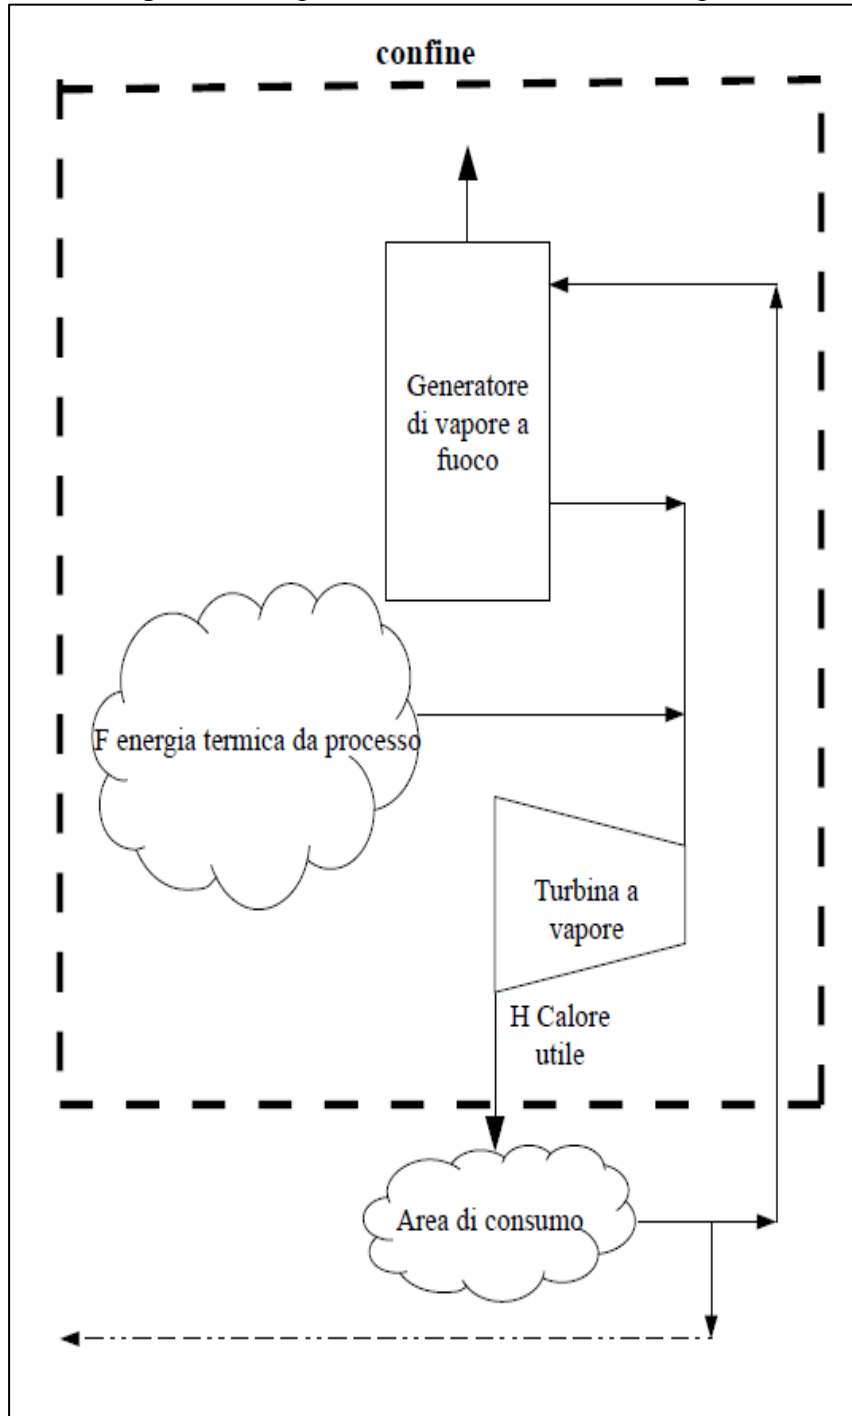 confine
Generatore
di vapore a
fuoco
F energia termica da processo
Turbina a
vapore
H Calore
utile
Area di consumo